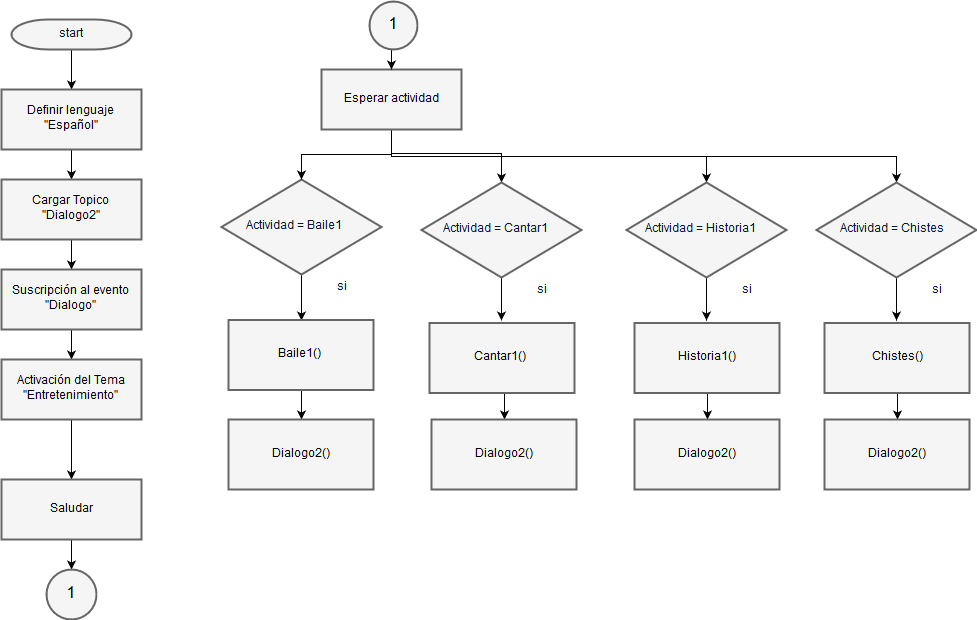 start
Definir lenguaje
"Español"
Cargar Topico
"Dialogo2"
Suscripción al evento
"Dialogo"
Activación del Tema
"Entretenimiento"
Saludar
1
1
Esperar actividad
Actividad = Baile1
Actividad = Cantar1
Actividad = Historia1
Actividad = Chistes
si
si
si
si
Baile1()
Cantar1()
Historia1()
Chistes()
Dialogo2()
Dialogo2()
Dialogo2()
Dialogo2()